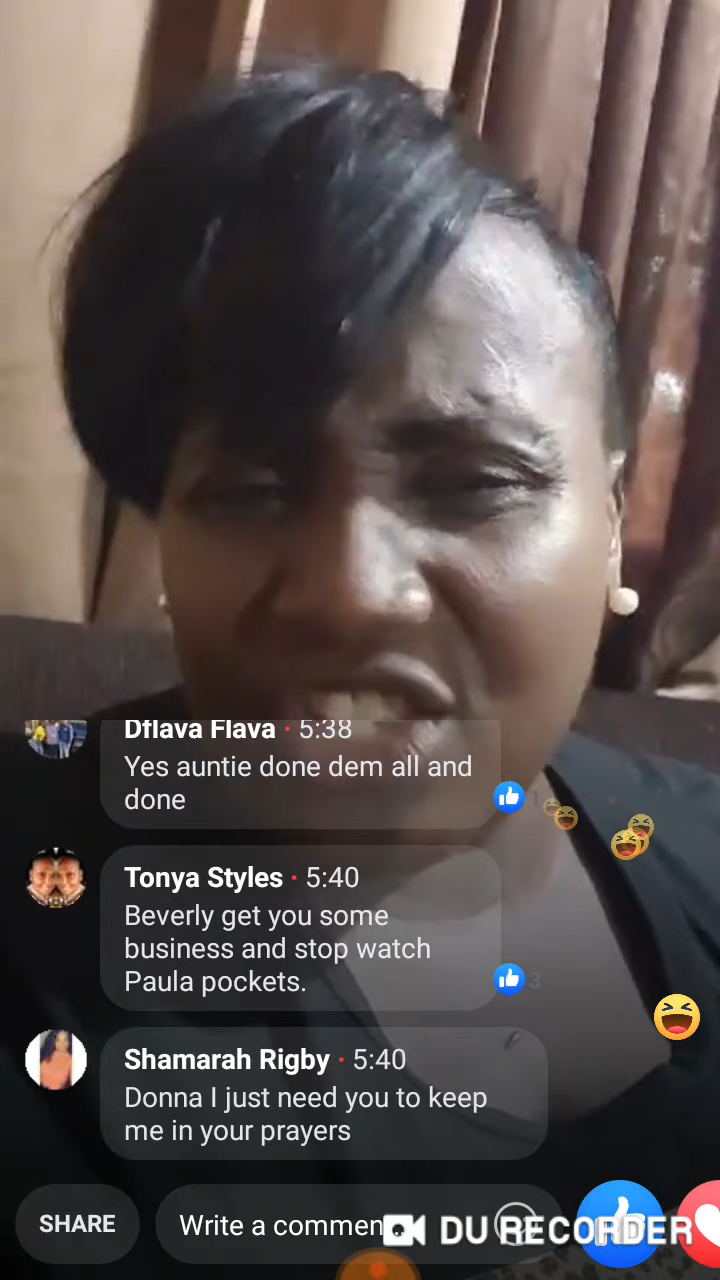 Dflava Flava • 5:38
Yes auntie done dem all and
done
1
Tonya Styles • 5:40
Beverly get you some
business and stop watch
Paula pockets.
3
Shamarah Rigby • 5:40
Donna I just need you to keep
me in your prayers
SHARE
Write a commen
DU RECORDER